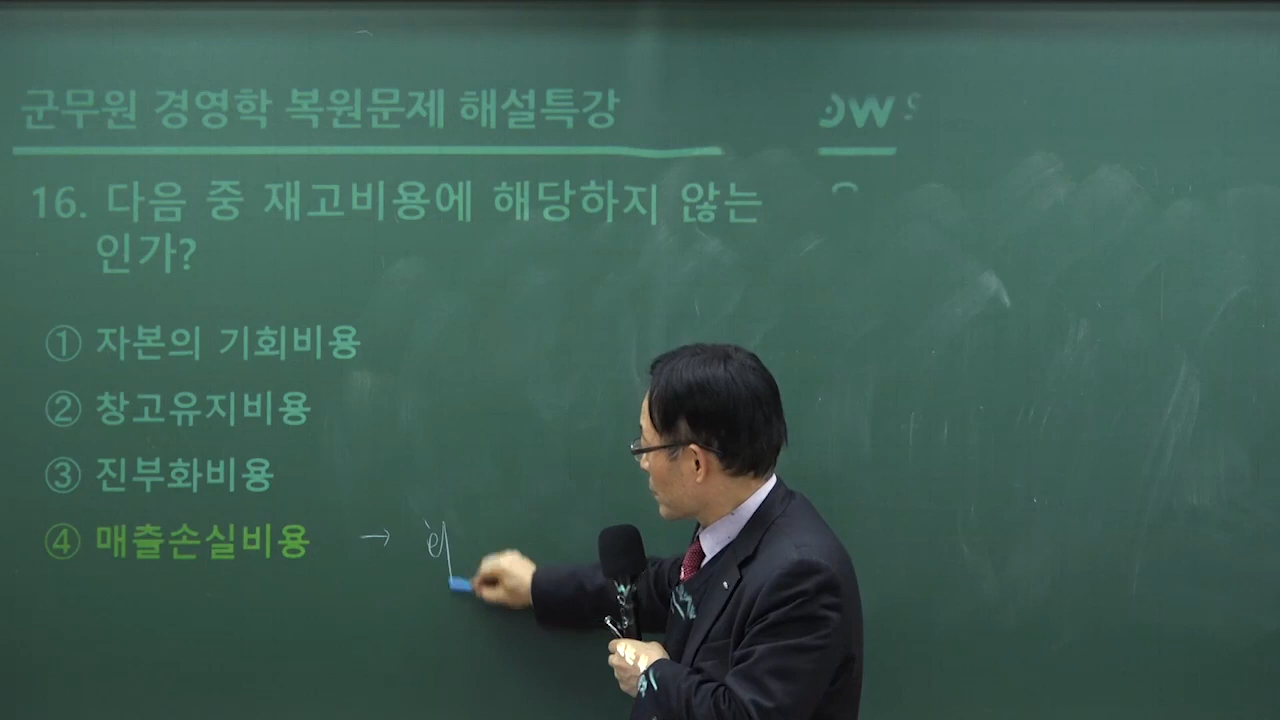 군무원 경영학 복원문제 해설특강
16. 다음 중 재고비용에 해당하지 않는
인가?
① 자본의 기회비용
② 창고유지비용
③ 진부화비용
④ 매출손실비용 →